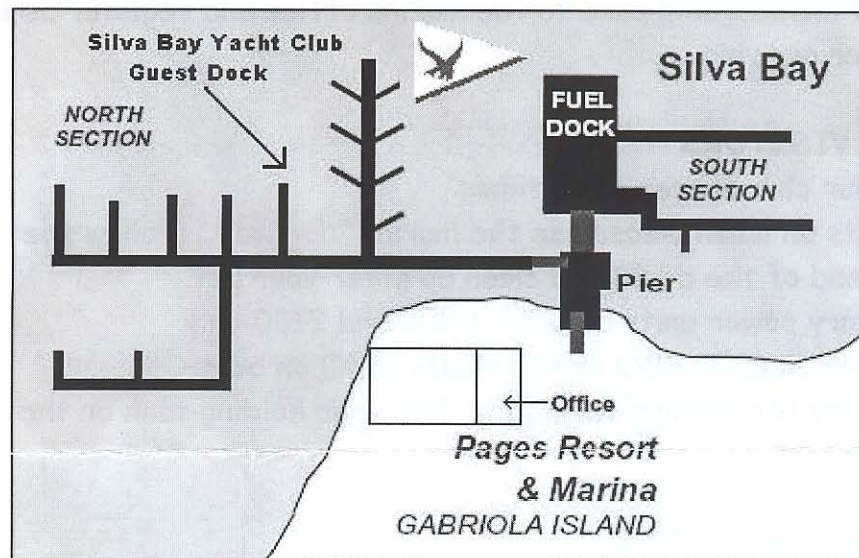 Silva Bay Yacht Club
Guest Dock
Silva Bay
NORTH
SECTION
FUEL
DOCK
SOUTH
SECTION
Pier
Office
Pages Resort
& Marina
GABRIOLA ISLAND